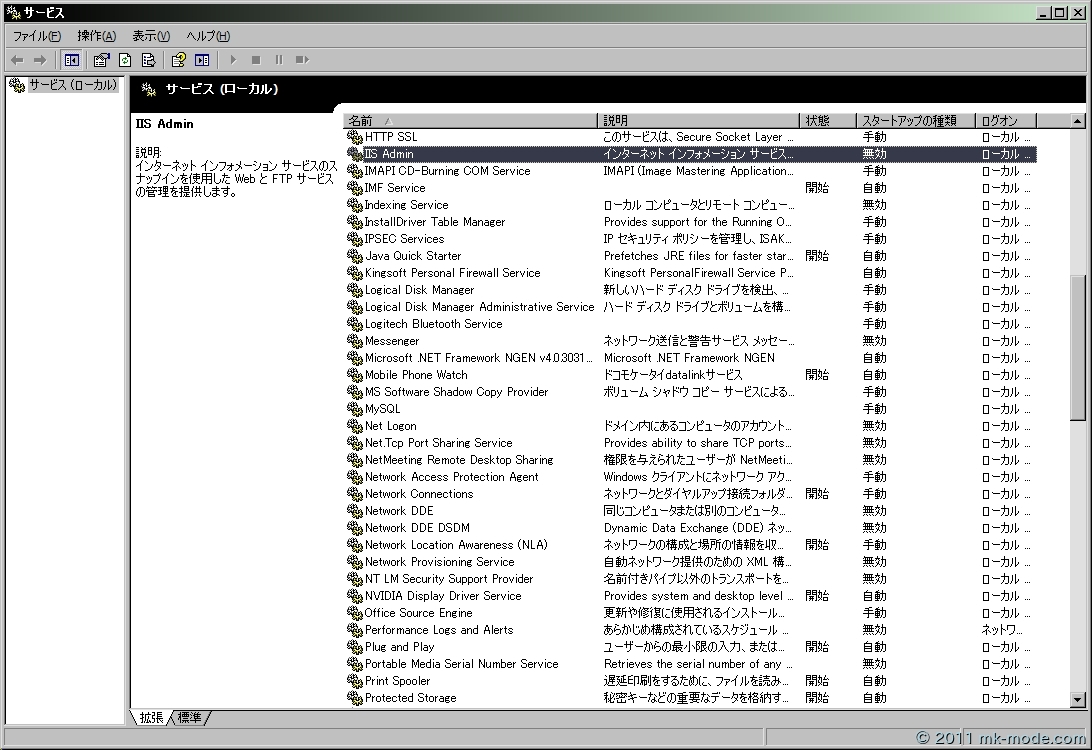 サービス
ファイル(F) 操作(A) 表示(V) ヘルプ(H)
サービス (ローカル)
サービス (ローカル)
IIS Admin
説明:
インターネット インフォメーション サービスのス
ナップインを使用した Web と FTP サービス
の管理を提供します。
名前 説明 状態 スタートアップの種類 ログオン
HTTP SSL このサービスは、Secure Socket Layer ... 手動 ローカル ...
IIS Admin インターネット インフォメーション サービス... 無効 ローカル ...
IMAPI CD-Burning COM Service IMAPI (Image Mastering Application... 手動 ローカル ...
IMF Service 開始 自動 ローカル ...
Indexing Service ローカル コンピュータとリモート コンピュー... 無効 ローカル ...
InstallDriver Table Manager Provides support for the Running O... 手動 ローカル ...
IPSEC Services IP セキュリティ ポリシーを管理し、ISAK... 手動 ローカル ...
Java Quick Starter Prefetches JRE files for faster star... 開始 自動 ローカル ...
Kingsoft Personal Firewall Service Kingsoft PersonalFirewall Service P... 自動 ローカル ...
Logical Disk Manager 新しいハード ディスク ドライブを検出、... 手動 ローカル ...
Logical Disk Manager Administrative Service ハード ディスク ドライブとボリュームを構... 手動 ローカル ...
Logitech Bluetooth Service 手動 ローカル ...
Messenger ネットワーク送信と警告サービス メッセー... 無効 ローカル ...
Microsoft .NET Framework NGEN v4.0.3031... Microsoft .NET Framework NGEN 自動 ローカル ...
Mobile Phone Watch ドコモケータイdatalinkサービス 開始 自動 ローカル ...
MS Software Shadow Copy Provider ボリューム シャドウ コピー サービスによる... 手動 ローカル ...
MySQL 手動 ローカル ...
Net Logon ドメイン内にあるコンピュータのアカウント... 無効 ローカル ...
Net.Tcp Port Sharing Service Provides ability to share TCP ports... 無効 ローカル ...
NetMeeting Remote Desktop Sharing 権限を与えられたユーザーが NetMeeti... 無効 ローカル ...
Network Access Protection Agent Windows クライアントにネットワーク アク... 手動 ローカル ...
Network Connections ネットワークとダイヤルアップ接続フォルダ... 開始 手動 ローカル ...
Network DDE 同じコンピュータまたは別のコンピュータ... 無効 ローカル ...
Network DDE DSDM Dynamic Data Exchange (DDE) ネッ... 無効 ローカル ...
Network Location Awareness (NLA) ネットワークの構成と場所の情報を収... 開始 手動 ローカル ...
Network Provisioning Service 自動ネットワーク提供のための XML 構... 無効 ローカル ...
NT LM Security Support Provider 名前付きパイプ以外のトランスポートを... 無効 ローカル ...
NVIDIA Display Driver Service Provides system and desktop level ... 開始 自動 ローカル ...
Office Source Engine 更新や修復に使用されるインストール... 手動 ローカル ...
Performance Logs and Alerts あらかじめ構成されているスケジュール ... 無効 ネットワ...
Plug and Play ユーザーからの最小限の入力、または... 開始 自動 ローカル ...
Portable Media Serial Number Service Retrieves the serial number of any ... 無効 ローカル ...
Print Spooler 遅延印刷をするために、ファイルを読み... 開始 自動 ローカル ...
Protected Storage 秘密キーなどの重要なデータを格納す... 開始 自動 ローカル ...
拡張 標準
© 2011 mk-mode.com